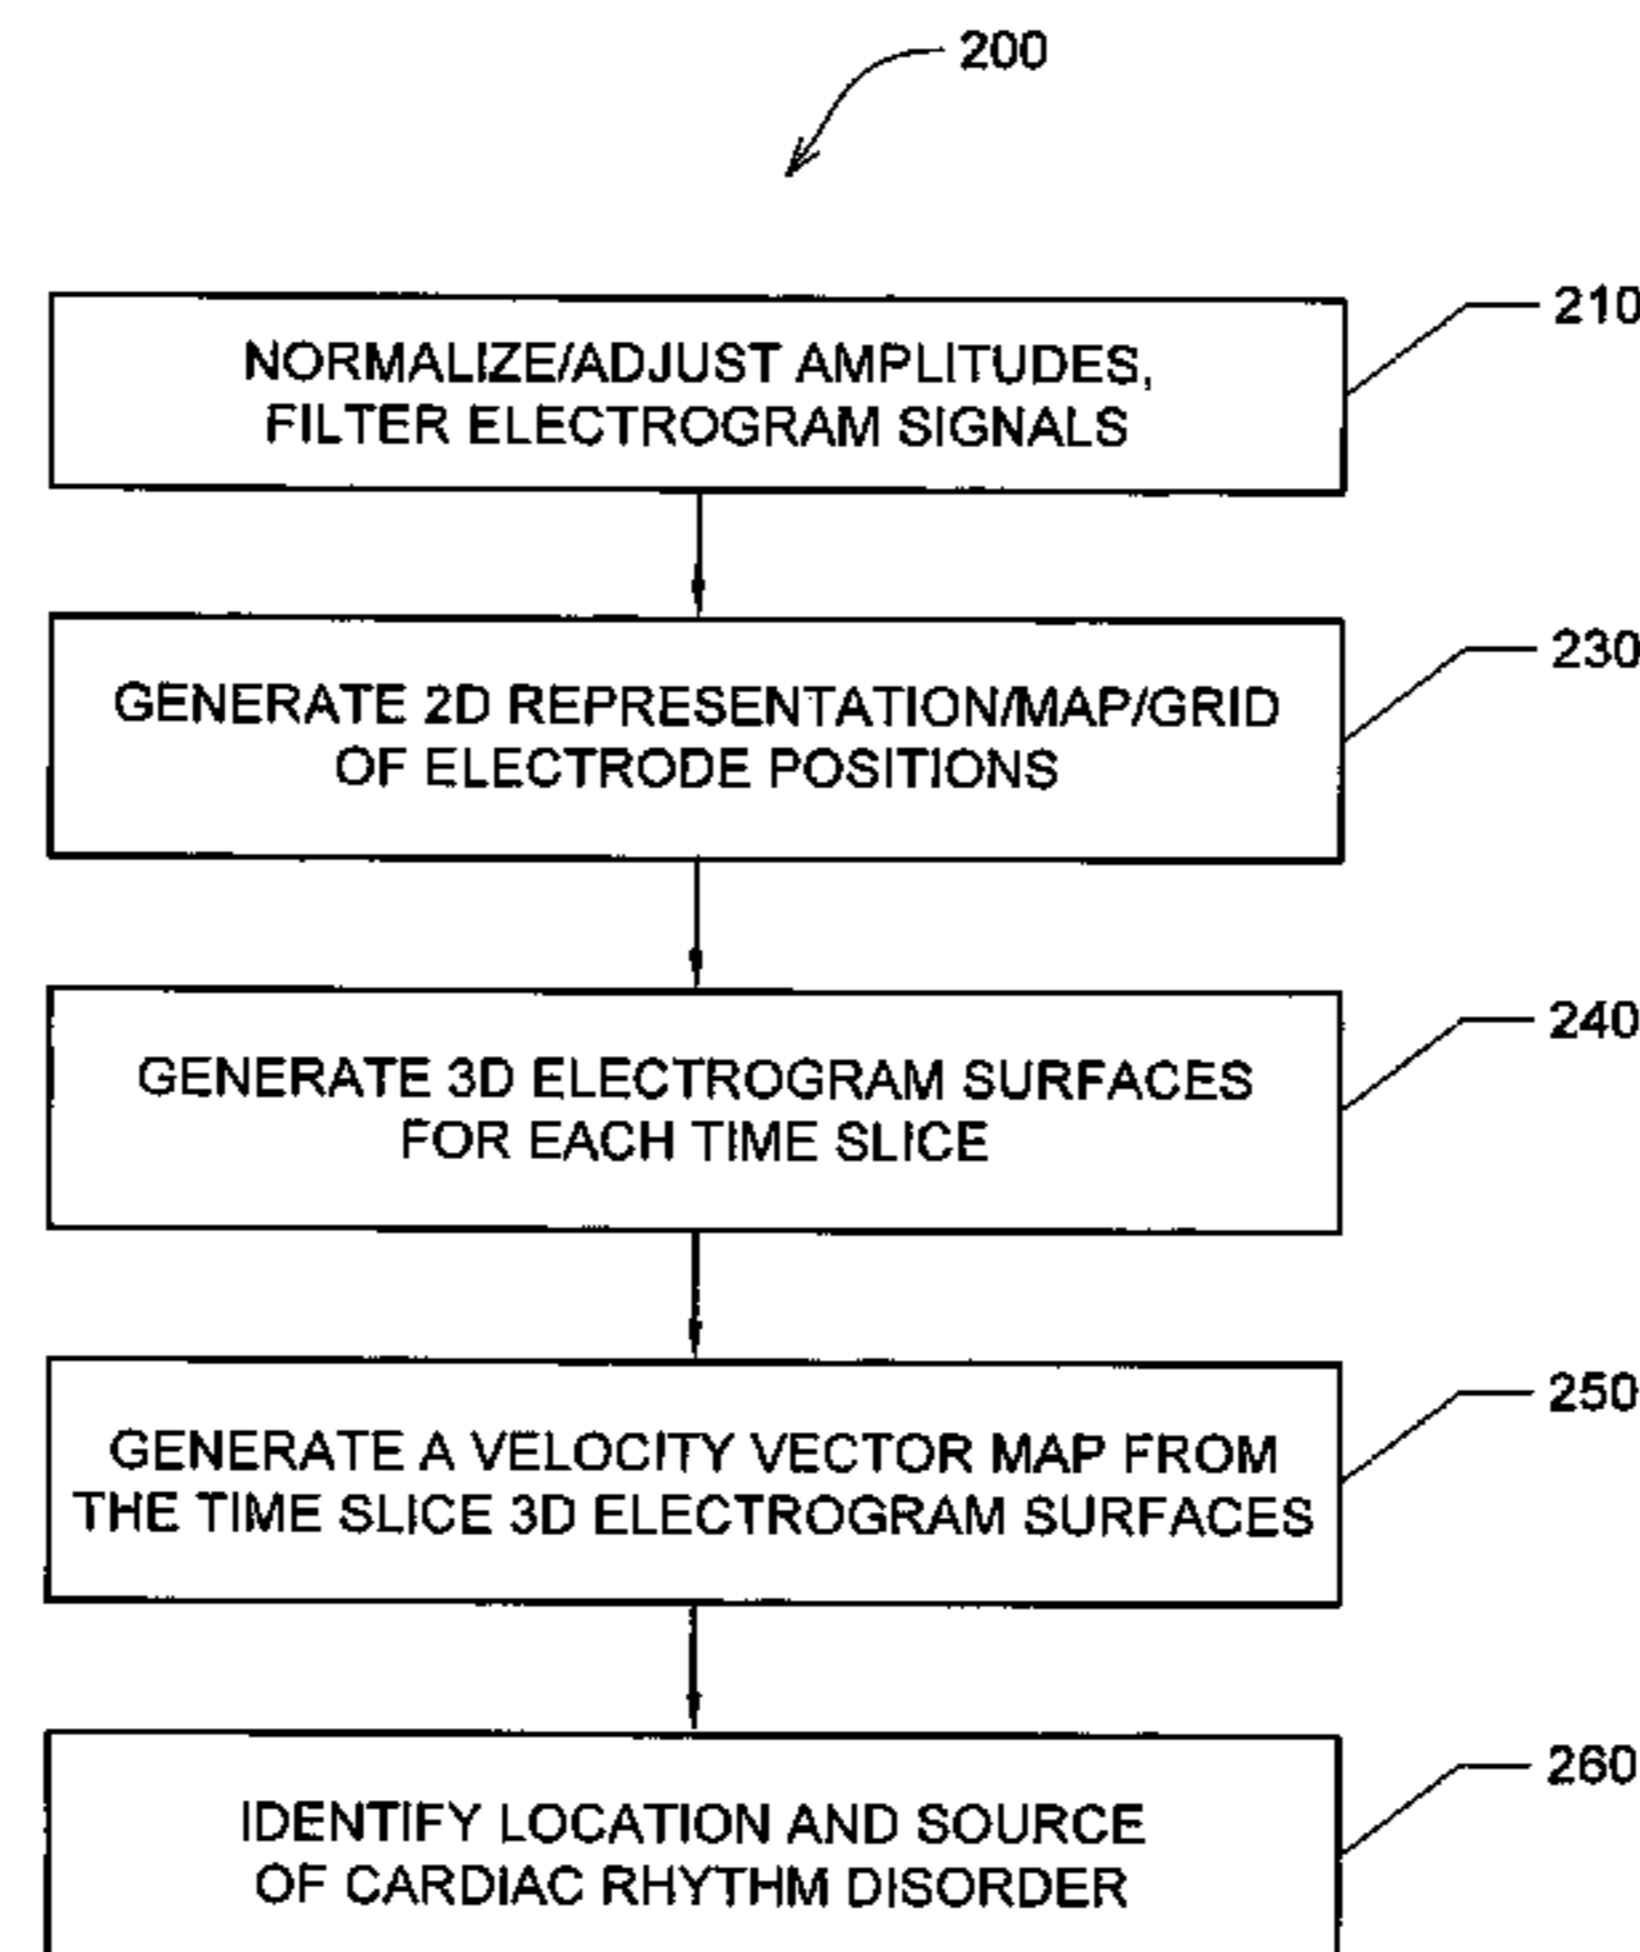 200
210
NORMALIZE/ADJUST AMPLITUDES,
FILTER ELECTROGRAM SIGNALS
230
GENERATE 2D REPRESENTATION/MAP/GRID
OF ELECTRODE POSITIONS
240
GENERATE 3D ELECTROGRAM SURFACES
FOR EACH TIME SLICE
250
GENERATE A VELOCITY VECTOR MAP FROM
THE TIME SLICE 3D ELECTROGRAM SURFACES
260
IDENTIFY LOCATION AND SOURCE
OF CARDIAC RHYTHM DISORDER